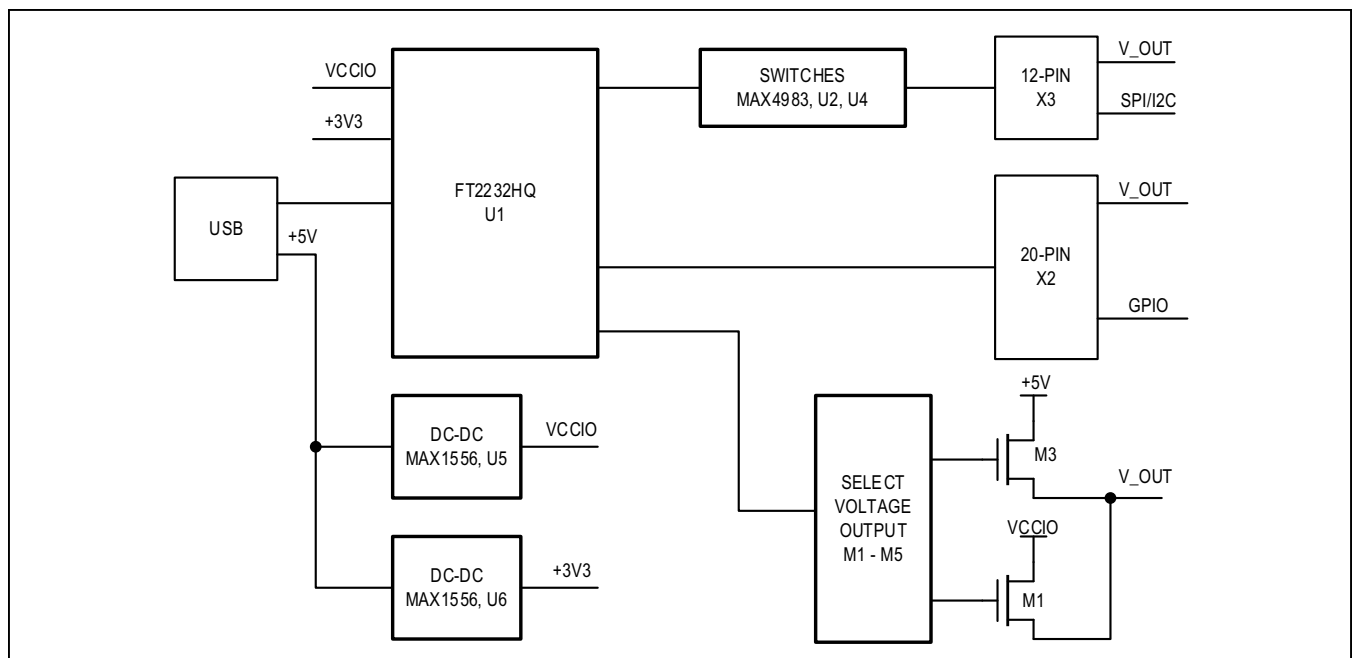 VCCIO
+3V3
FT2232HQ
U1
SWITCHES
MAX4983, U2, U4
12-PIN
X3
V_OUT
SPI/I2C
USB
+5V
20-PIN
X2
V_OUT
GPIO
DC-DC
MAX1556, U5
VCCIO
DC-DC
MAX1556, U6
+3V3
SELECT
VOLTAGE
OUTPUT
M1 - M5
+5V
M3
V_OUT
VCCIO
M1